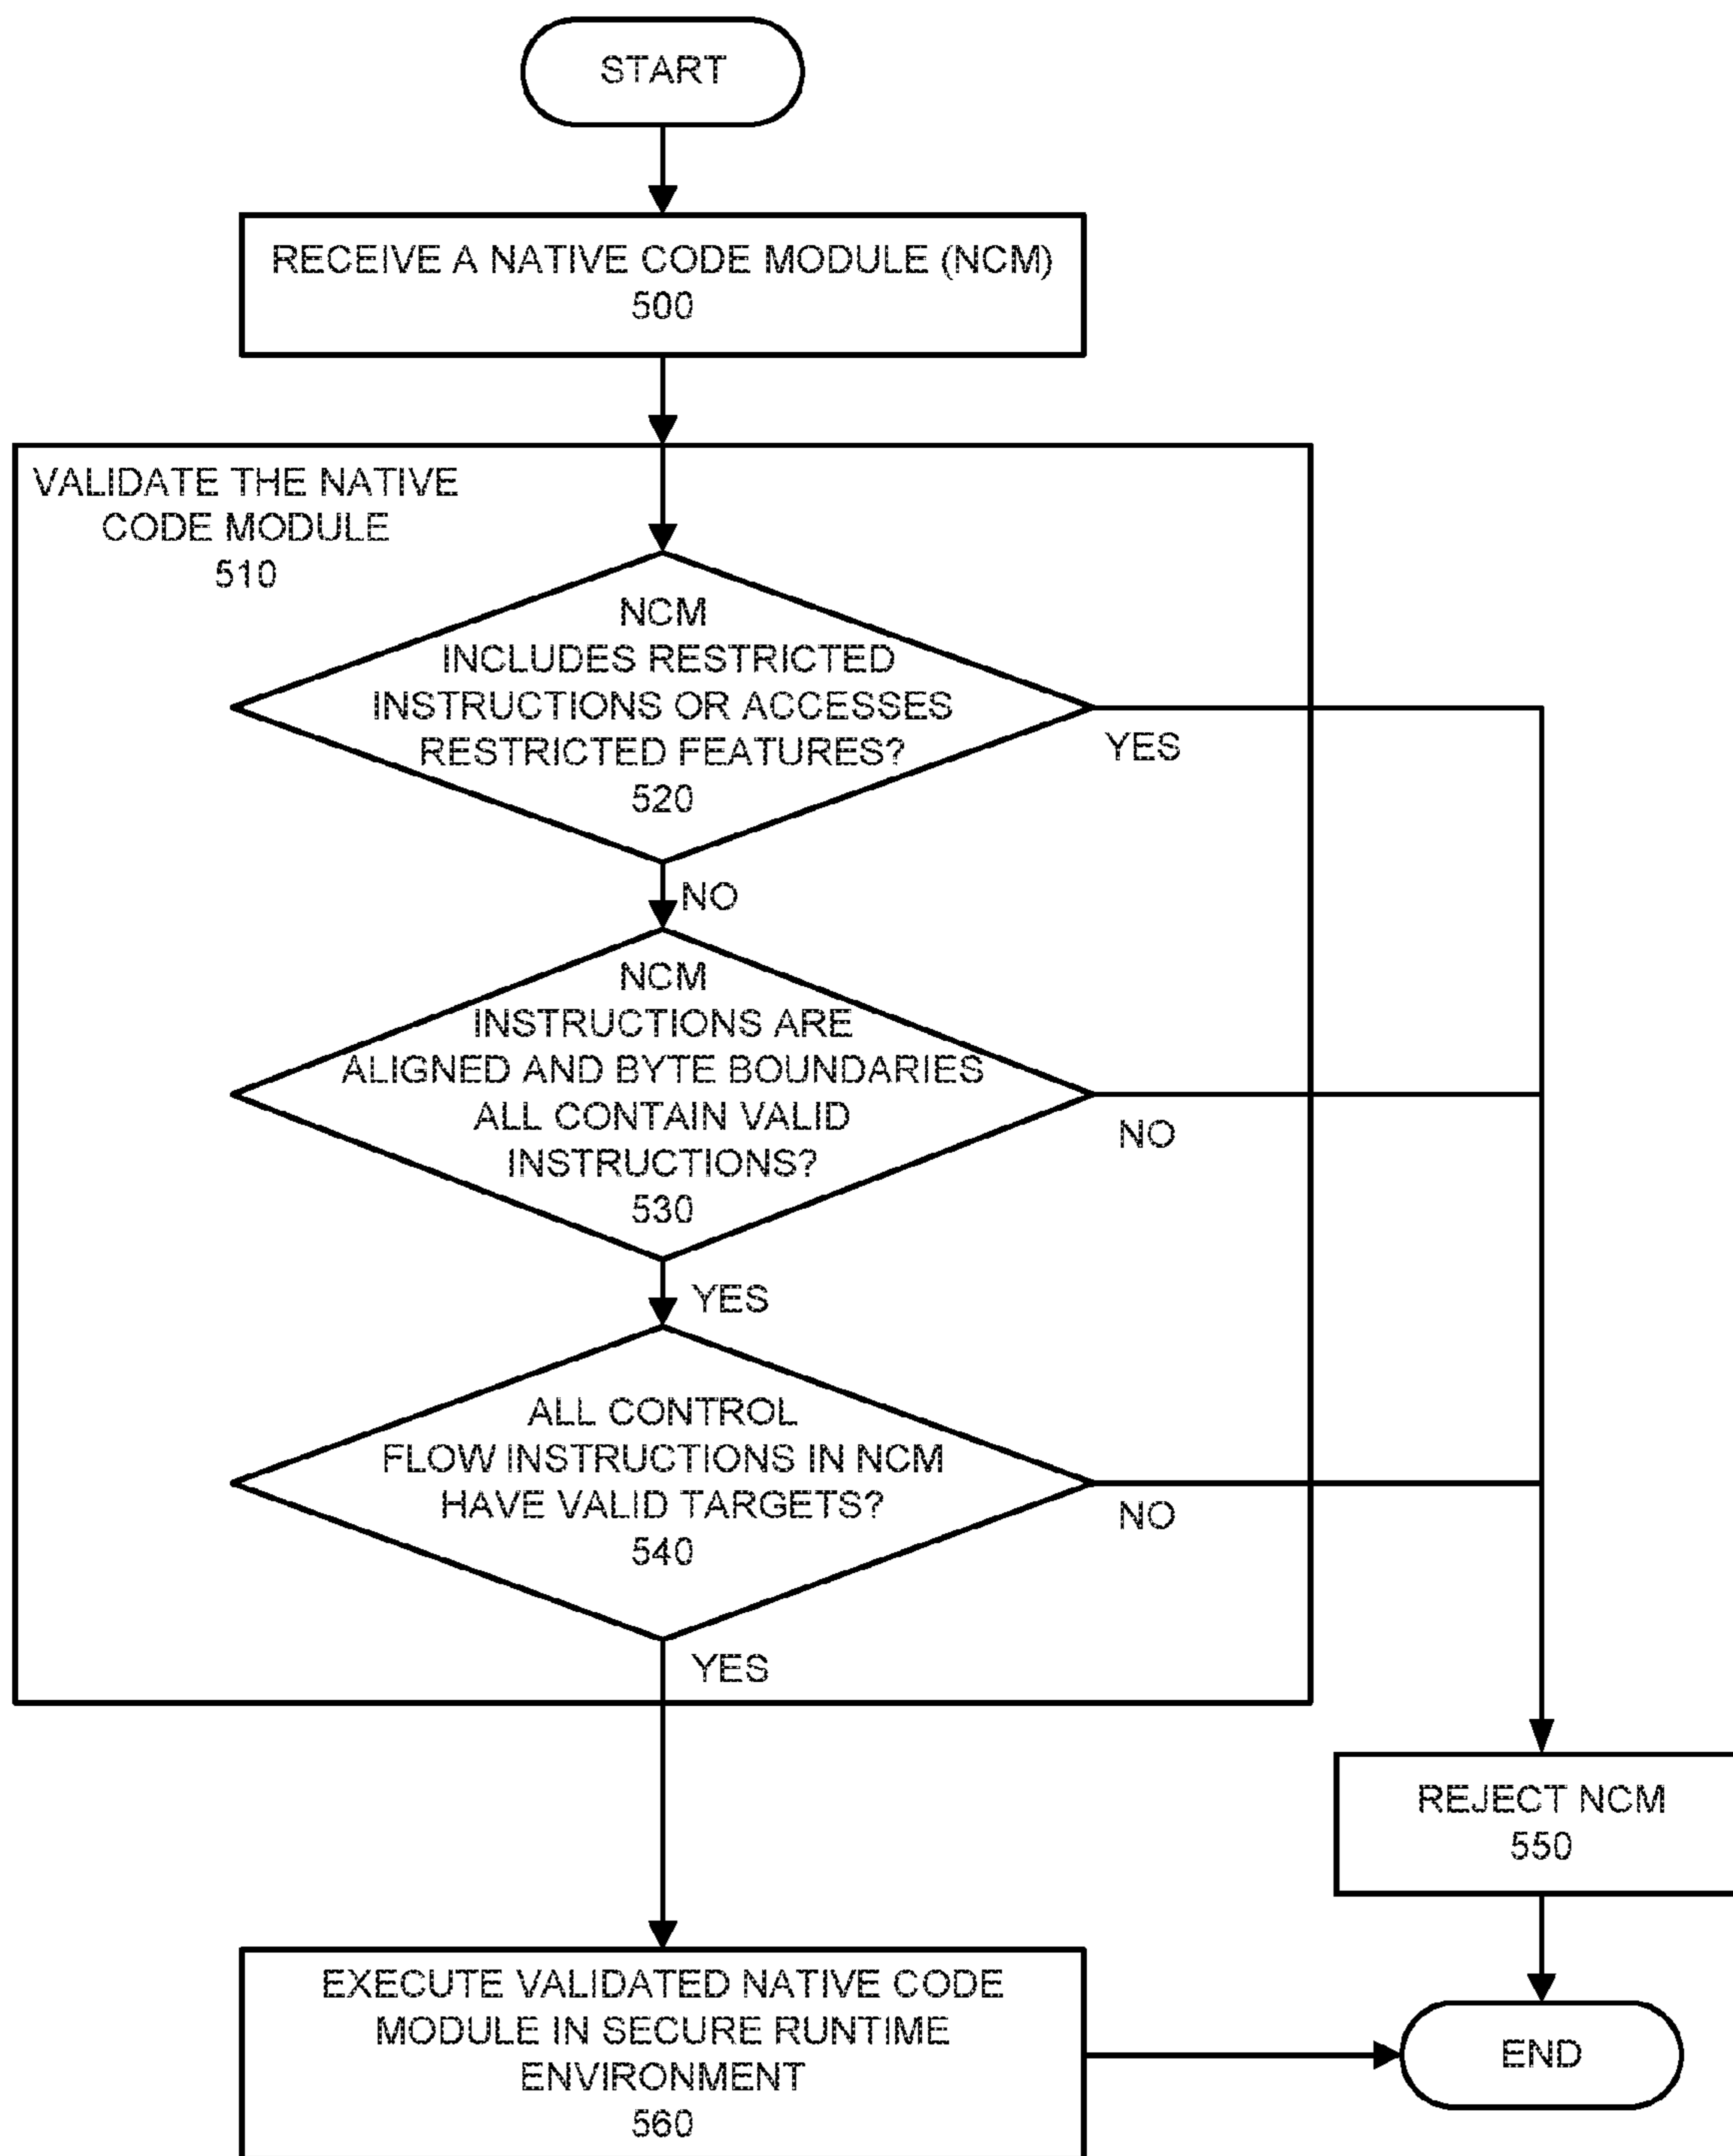 START
RECEIVE A NATIVE CODE MODULE (NCM)
500
VALIDATE THE NATIVE
CODE MODULE
510
NCM
INCLUDES RESTRICTED
INSTRUCTIONS OR ACCESSES
RESTRICTED FEATURES?
520
YES
NO
NCM
INSTRUCTIONS ARE
ALIGNED AND BYTE BOUNDARIES
ALL CONTAIN VALID
INSTRUCTIONS?
530
NO
YES
ALL CONTROL
FLOW INSTRUCTIONS IN NCM
HAVE VALID TARGETS?
540
NO
YES
REJECT NCM
550
EXECUTE VALIDATED NATIVE CODE
MODULE IN SECURE RUNTIME
ENVIRONMENT
560
END